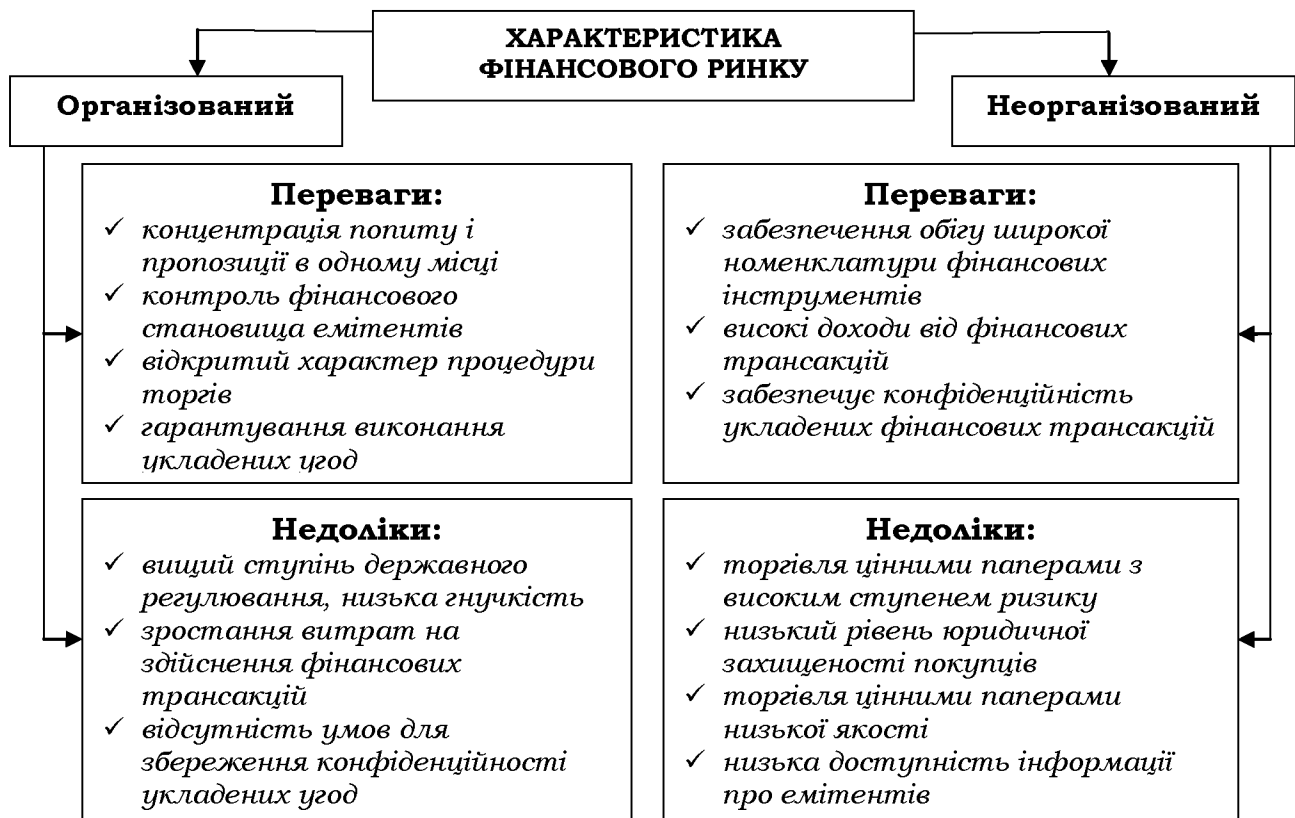 ХАРАКТЕРИСТИКА
ФІНАНСОВОГО РИНКУ
Організований
Неорганізований
Переваги:
✓ концентрація попиту і
пропозиції в одному місці
✓ контроль фінансового
становища емітентів
✓ відкритий характер процедури
торгів
✓ гарантування виконання
укладених угод
Переваги:
✓ забезпечення обігу широкої
номенклатури фінансових
інструментів
✓ високі доходи від фінансових
трансакцій
✓ забезпечує конфіденційність
укладених фінансових трансакцій
Недоліки:
✓ вищий ступінь державного
регулювання, низька гнучкість
✓ зростання витрат на
здійснення фінансових
трансакцій
✓ відсутність умов для
збереження конфіденційності
укладених угод
Недоліки:
✓ торгівля цінними паперами з
високим ступенем ризику
✓ низький рівень юридичної
захищеності покупців
✓ торгівля цінними паперами
низької якості
✓ низька доступність інформації
про емітентів